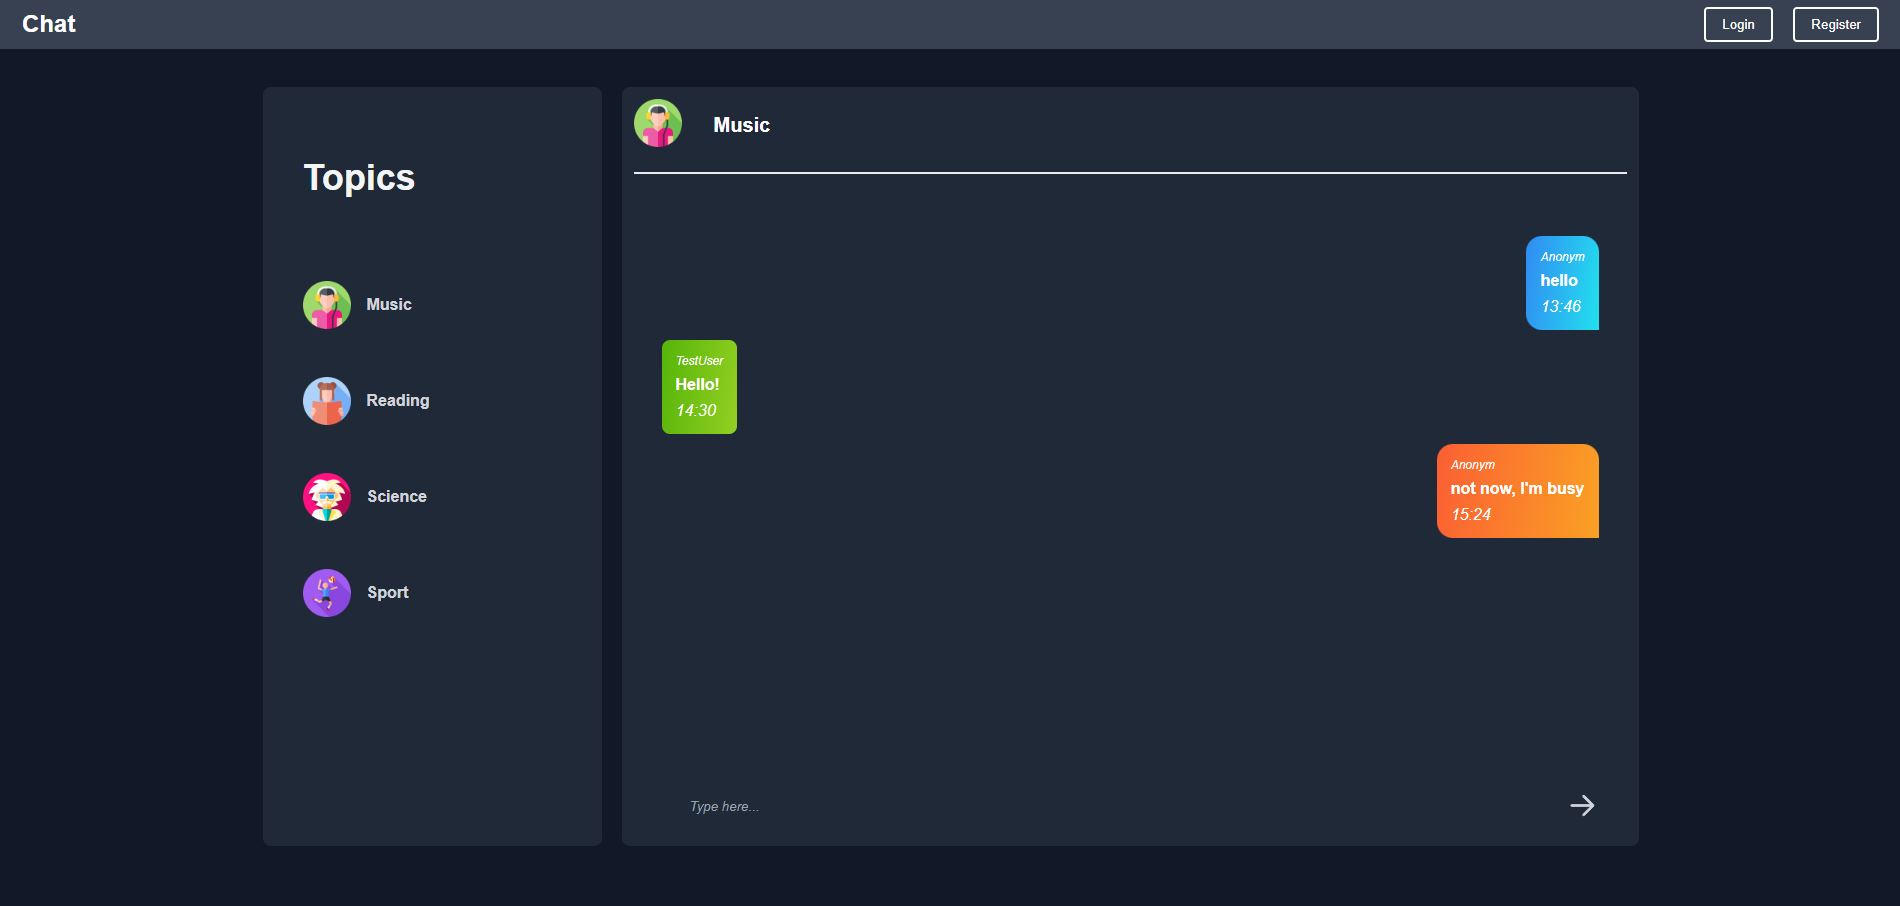 Chat
Login
Register
Topics
Music
Reading
Science
Sport
Music
Anonym
hello
13:46
TestUser
Hello!
14:30
Anonym
not now, I'm busy
15:24
Type here...